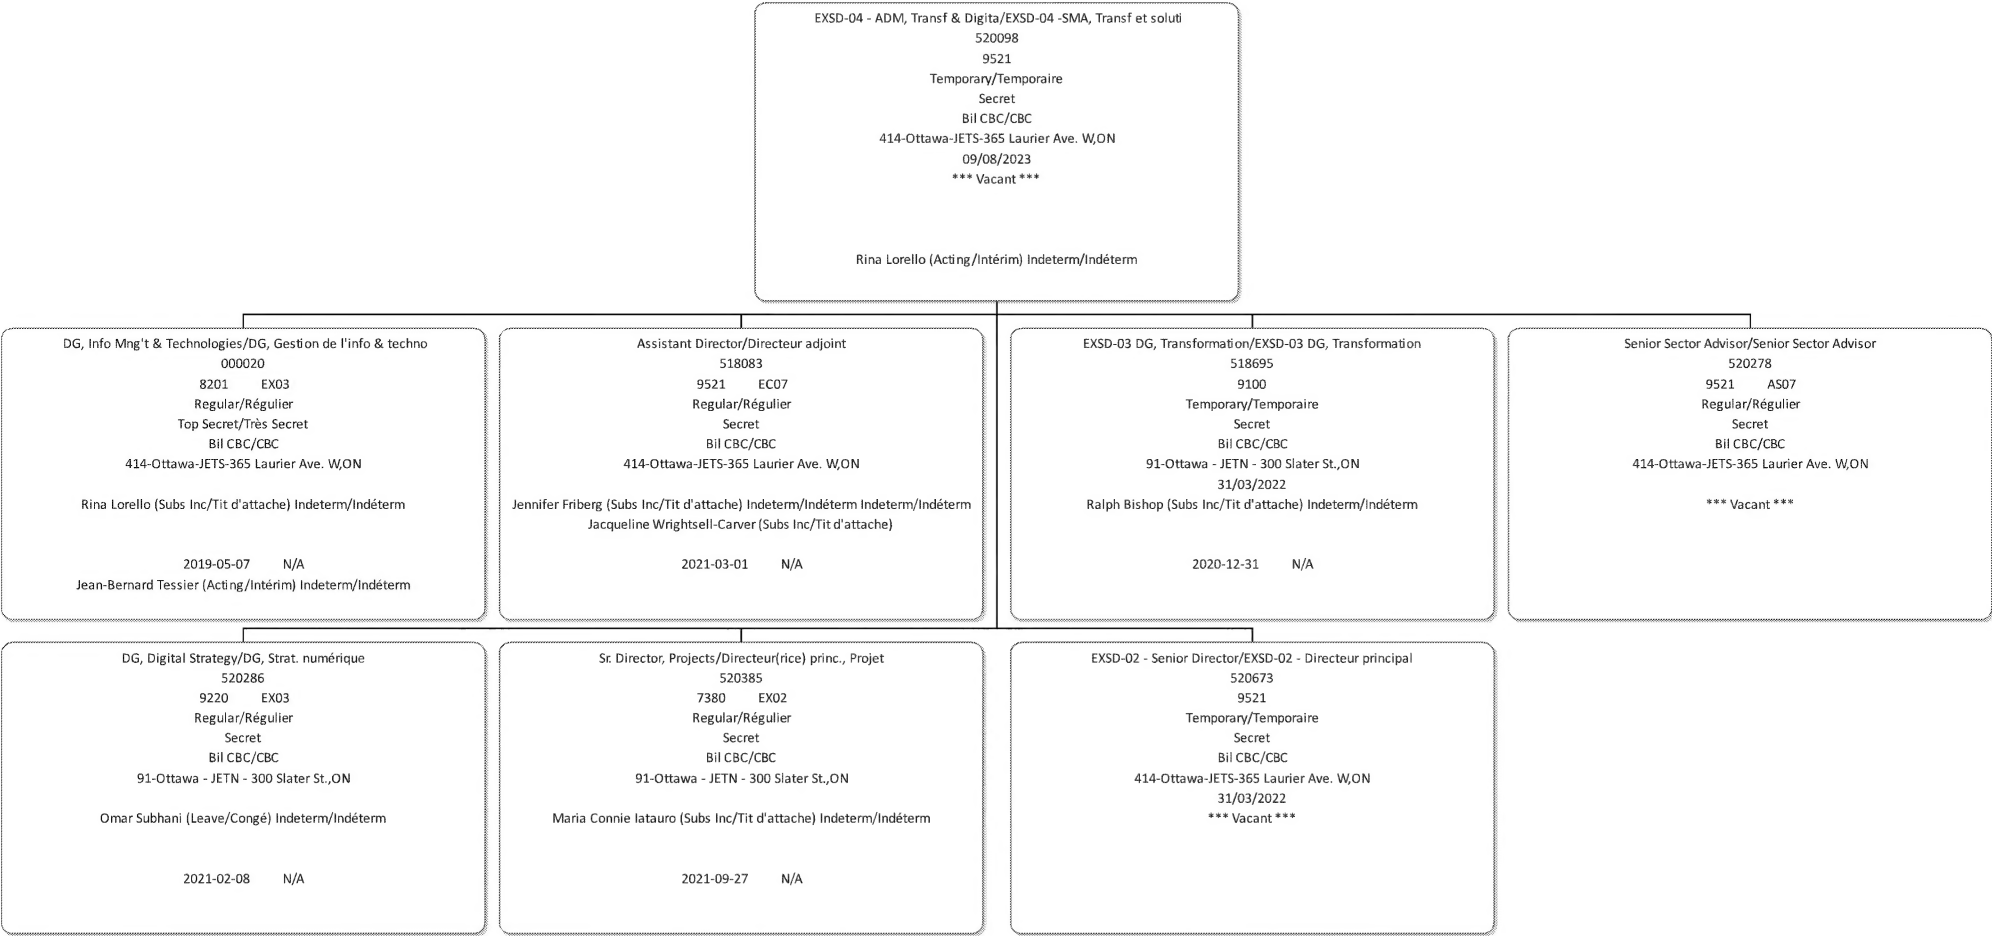 EXSD-04 - ADM, Transf & Digita/EXSD-04 -SMA, Transf et soluti
520098
9521
Temporary/Temporaire
Secret
Bil CBC/CBC
414-Ottawa-JETS-365 Laurier Ave. W,ON
09/08/2023
*** Vacant ***
Rina Lorello (Acting/Intérim) Indeterm/Indéterm
DG, Info Mng't & Technologies/DG, Gestion de l'info & techno
000020
8201 EX03
Regular/Régulier
Top Secret/Très Secret
Bil CBC/CBC
414-Ottawa-JETS-365 Laurier Ave. W,ON
Rina Lorello (Subs Inc/Tit d'attache) Indeterm/Indéterm
2019-05-07 N/A
Jean-Bernard Tessier (Acting/Intérim) Indeterm/Indéterm
Assistant Director/Directeur adjoint
518083
9521 EC07
Regular/Régulier
Secret
Bil CBC/CBC
414-Ottawa-JETS-365 Laurier Ave. W,ON
Jennifer Friberg (Subs Inc/Tit d'attache) Indeterm/Indéterm Indeterm/Indéterm
Jacqueline Wrightsell-Carver (Subs Inc/Tit d'attache)
2021-03-01 N/A
EXSD-03 DG, Transformation/EXSD-03 DG, Transformation
518695
9100
Temporary/Temporaire
Secret
Bil CBC/CBC
91-Ottawa - JETN - 300 Slater St.,ON
31/03/2022
Ralph Bishop (Subs Inc/Tit d'attache) Indeterm/Indéterm
2020-12-31 N/A
Senior Sector Advisor/Senior Sector Advisor
520278
9521 AS07
Regular/Régulier
Secret
Bil CBC/CBC
414-Ottawa-JETS-365 Laurier Ave. W,ON
*** Vacant ***
DG, Digital Strategy/DG, Strat. numérique
520286
9220 EX03
Regular/Régulier
Secret
Bil CBC/CBC
91-Ottawa - JETN - 300 Slater St.,ON
Omar Subhani (Leave/Congé) Indeterm/Indéterm
2021-02-08 N/A
Sr. Director, Projects/Directeur(rice) princ., Projet
520385
7380 EX02
Regular/Régulier
Secret
Bil CBC/CBC
91-Ottawa - JETN - 300 Slater St.,ON
Maria Connie Iatauro (Subs Inc/Tit d'attache) Indeterm/Indéterm
2021-09-27 N/A
EXSD-02 - Senior Director/EXSD-02 - Directeur principal
520673
9521
Temporary/Temporaire
Secret
Bil CBC/CBC
414-Ottawa-JETS-365 Laurier Ave. W,ON
31/03/2022
*** Vacant ***